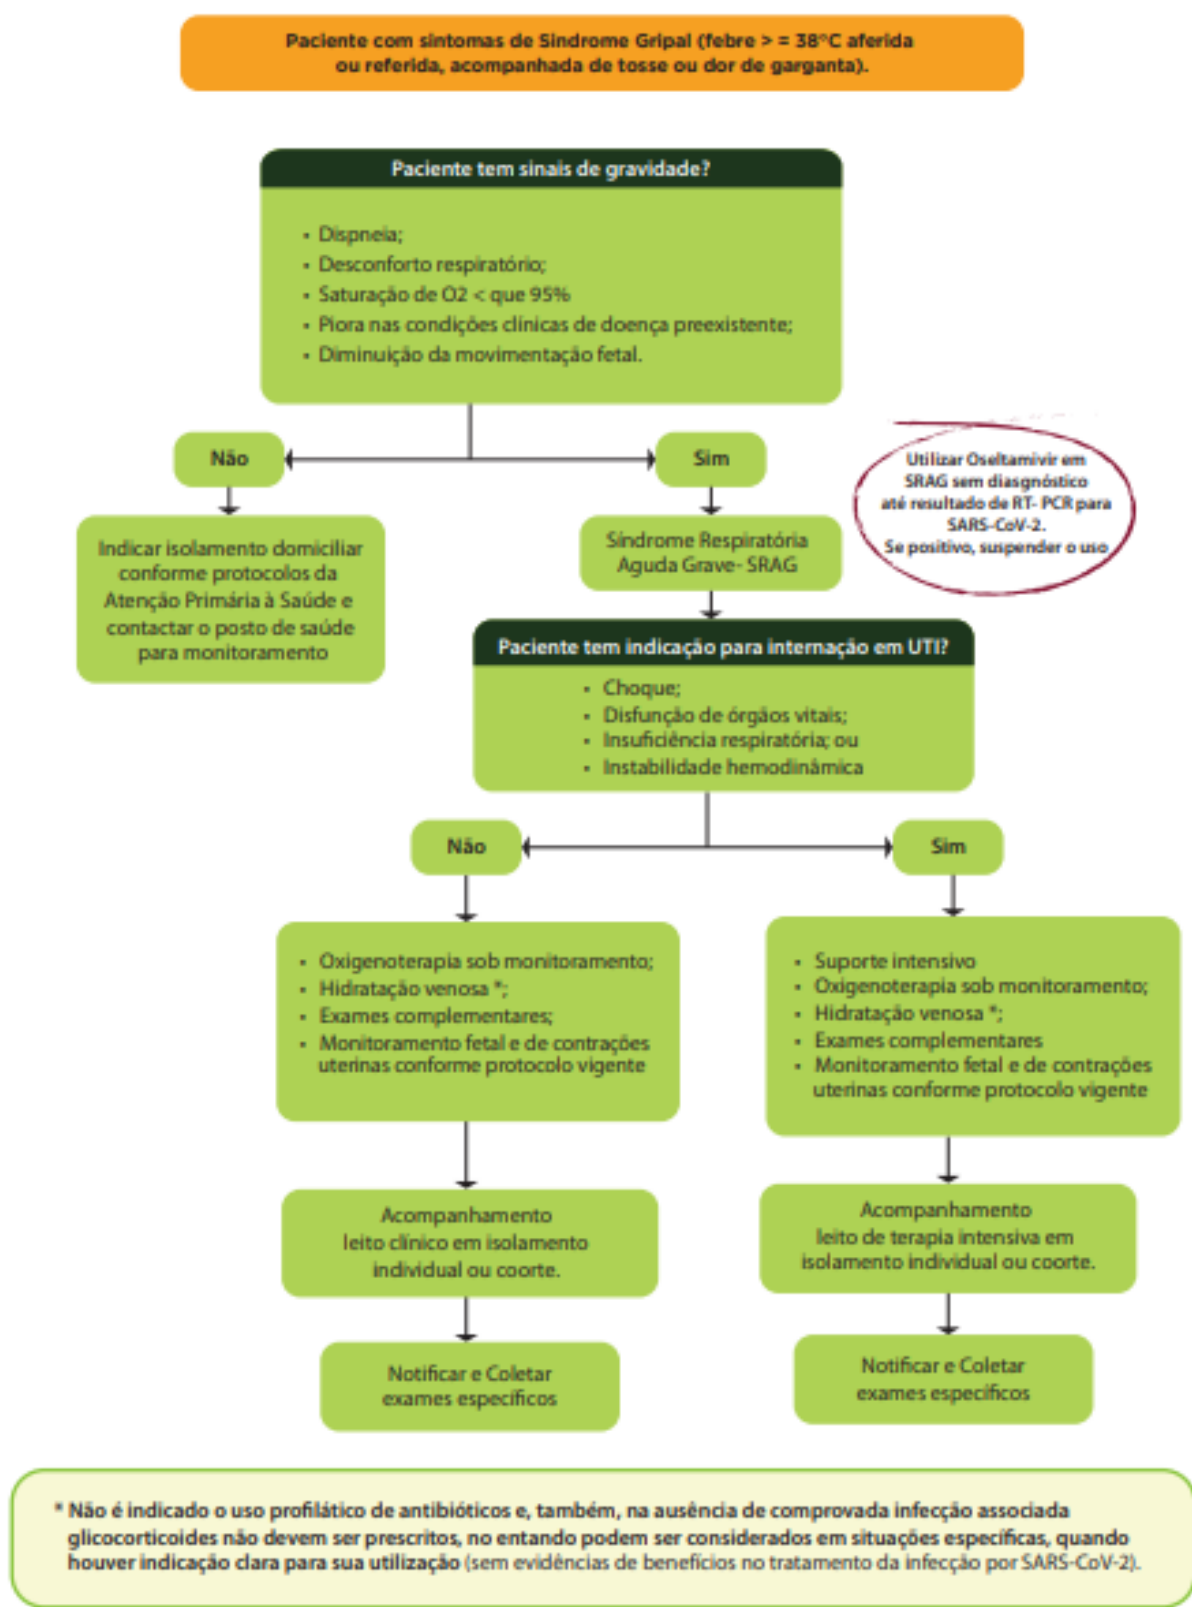 Paciente com sintomas de Síndrome Gripal (febre > = 38°C aferida
ou referida, acompanhada de tosse ou dor de garganta).
Paciente tem sinais de gravidade?
• Dispneia;
• Desconforto respiratório;
• Saturação de O2 < que 95%
• Piora nas condições clínicas de doença preexistente;
• Diminuição da movimentação fetal.
Não
Sim
Utilizar Oseltamivir em
SRAG sem diasgnóstico
até resultado de RT- PCR para
SARS-CoV-2.
Se positivo, suspender o uso
Indicar isolamento domiciliar
conforme protocolos da
Atenção Primária à Saúde e
contactar o posto de saúde
para monitoramento
Síndrome Respiratória
Aguda Grave- SRAG
Paciente tem indicação para internação em UTI?
• Choque;
• Disfunção de órgãos vitais;
• Insuficiência respiratória; ou
• Instabilidade hemodinâmica
Não
Sim
• Oxigenoterapia sob monitoramento;
• Hidratação venosa *;
• Exames complementares;
• Monitoramento fetal e de contrações
uterinas conforme protocolo vigente
• Suporte intensivo
• Oxigenoterapia sob monitoramento;
• Hidratação venosa *;
• Exames complementares
• Monitoramento fetal e de contrações
uterinas conforme protocolo vigente
Acompanhamento
leito clínico em isolamento
individual ou coorte.
Acompanhamento
leito de terapia intensiva em
isolamento individual ou coorte.
Notificar e Coletar
exames específicos
Notificar e Coletar
exames específicos
* Não é indicado o uso profilático de antibióticos e, também, na ausência de comprovada infecção associada
glicocorticoides não devem ser prescritos, no entando podem ser considerados em situações específicas, quando
houver indicação clara para sua utilização (sem evidências de benefícios no tratamento da infecção por SARS-CoV-2).